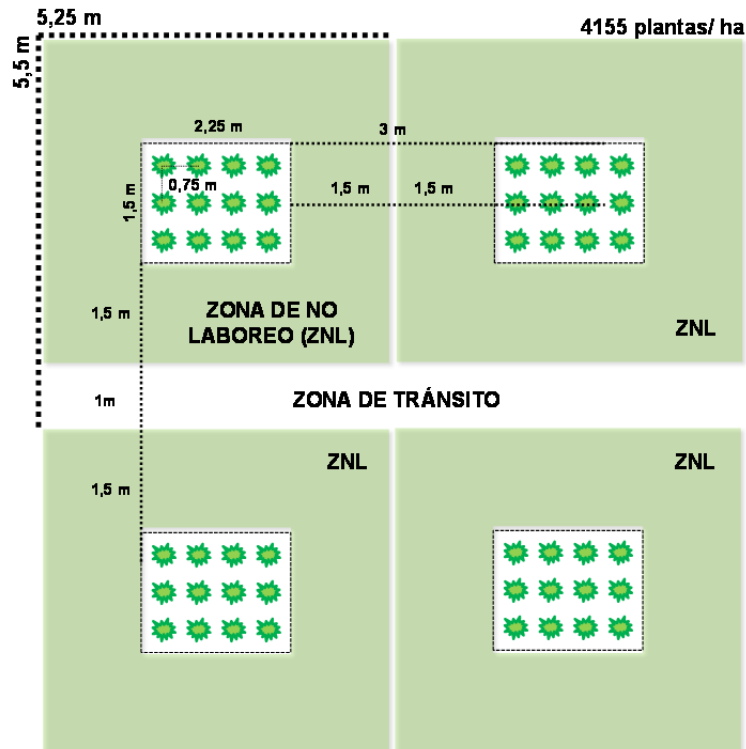 5,25 m
4155 plantas/ ha
5,5 m
2,25 m
3 m
0,75 m
1,5 m
1,5 m
1,5 m
1,5 m
ZONA DE NO
LABOREO (ZNL)
ZNL
1m
ZONA DE TRÁNSITO
ZNL
ZNL
1,5 m